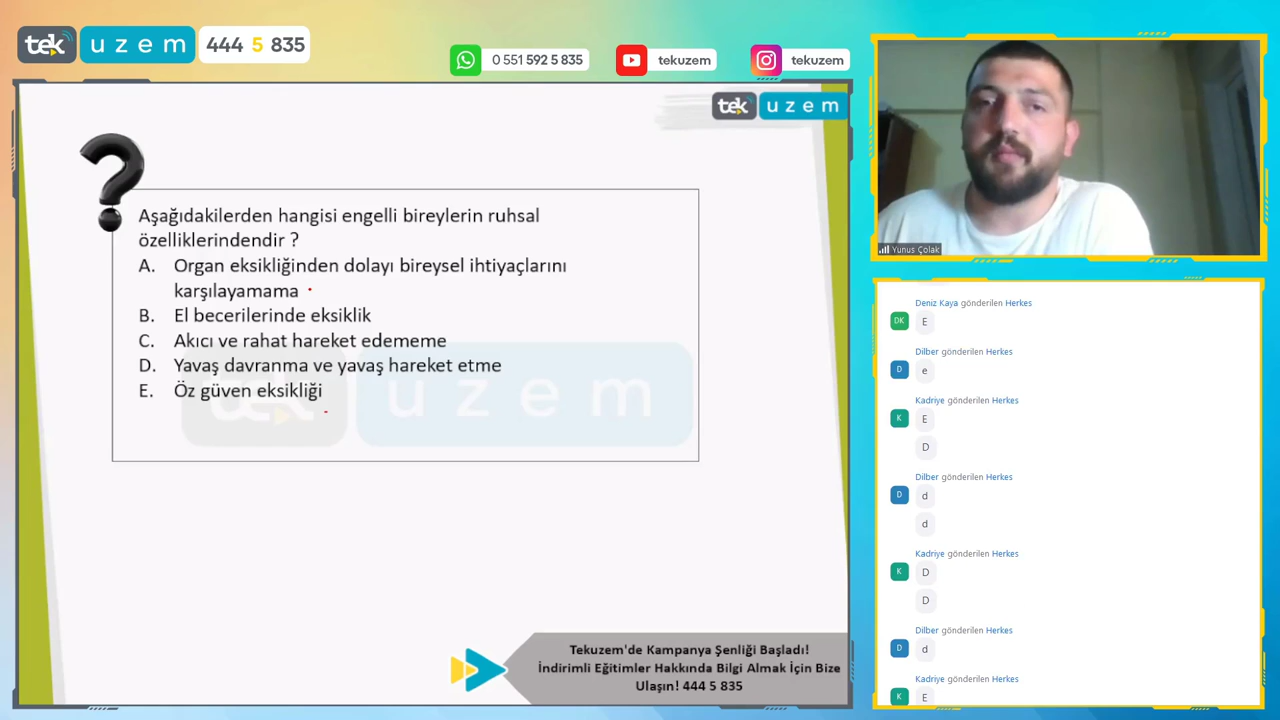 tek uzem 444 5 835
0 551 592 5 835
tekuzem
tekuzem
tek uzem
Aşağıdakilerden hangisi engelli bireylerin ruhsal
özelliklerindendir ?
A. Organ eksikliğinden dolayı bireysel ihtiyaçlarını
karşılayamama
B. El becerilerinde eksiklik
C. Akıcı ve rahat hareket edememe
D. Yavaş davranma ve yavaş hareket etme
E. Öz güven eksikliği
tek uzem
Tekuzem'de Kampanya Şenliği Başladı!
İndirimli Eğitimler Hakkında Bilgi Almak İçin Bize
Ulaşın! 444 5 835
Yunus Çolak
Deniz Kaya gönderilen Herkes
DK E
Dilber gönderilen Herkes
D e
Kadriye gönderilen Herkes
K E
D
Dilber gönderilen Herkes
D d
d
Kadriye gönderilen Herkes
K D
D
Dilber gönderilen Herkes
D d
Kadriye gönderilen Herkes
K E